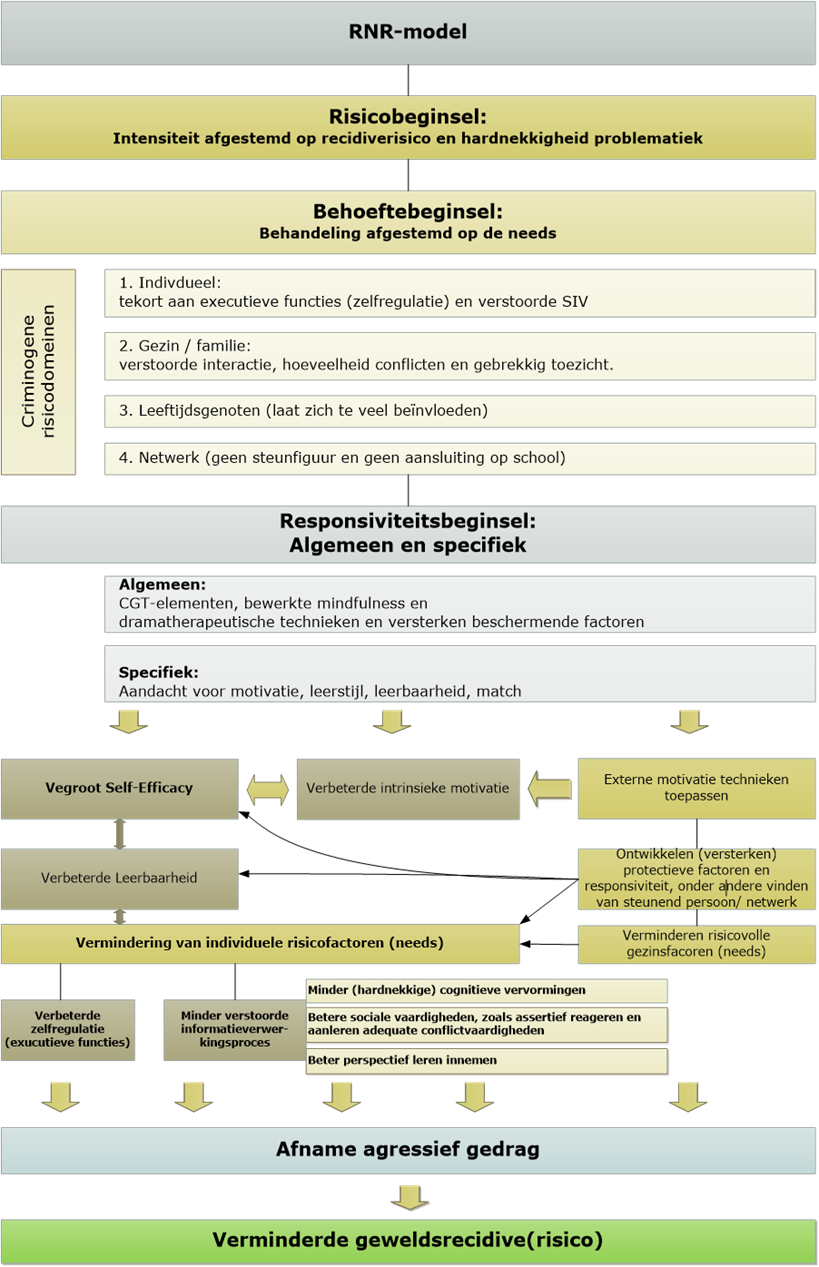 RNR-model
Risicobeginsel:
Intensiteit afgestemd op recidiverisico en hardnekkigheid problematiek
Behoeftebeginsel:
Behandeling afgestemd op de needs
Criminogene
risicodomeinen
1. Indivdueel:
tekort aan executieve functies (zelfregulatie) en verstoorde SIV
2. Gezin / familie:
verstoorde interactie, hoeveelheid conflicten en gebrekkig toezicht.
3. Leeftijdsgenoten (laat zich te veel beïnvloeden)
4. Netwerk (geen steunfiguur en geen aansluiting op school)
Responsiviteitsbeginsel:
Algemeen en specifiek
Algemeen:
CGT-elementen, bewerkte mindfulness en
dramatherapeutische technieken en versterken beschermende factoren
Specifiek:
Aandacht voor motivatie, leerstijl, leerbaarheid, match
Vegroot Self-Efficacy
Verbeterde intrinsieke motivatie
Externe motivatie technieken
toepassen
Verbeterde Leerbaarheid
Ontwikkelen (versterken)
protectieve factoren en
responsiviteit, onder andere vinden
van steunend persoon/ netwerk
Vermindering van individuele risicofactoren (needs)
Verminderen risicovolle
gezinsfacoren (needs)
Verbeterde
zelfregulatie
(exucutieve functies)
Minder verstoorde
informatieverwer-
kingsproces
Minder (hardnekkige) cognitieve vervormingen
Betere sociale vaardigheden, zoals assertief reageren en
aanleren adequate conflictvaardigheden
Beter perspectief leren innemen
Afname agressief gedrag
Verminderde geweldsrecidive(risico)